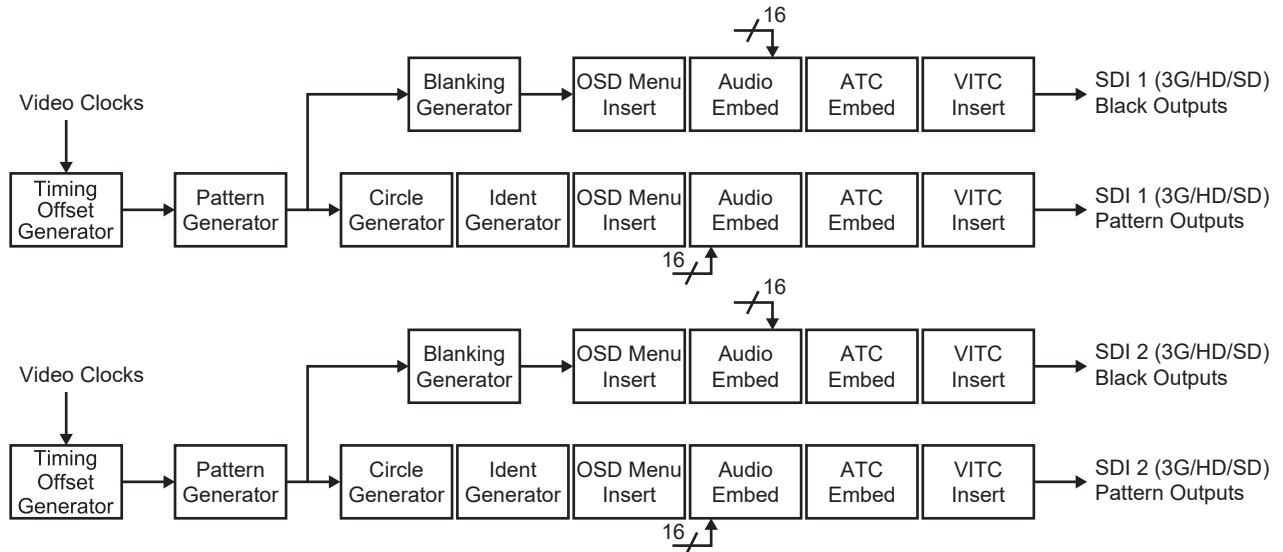 16
Blanking
Generator
OSD Menu
Insert
Audio
Embed
ATC
Embed
VITC
Insert
SDI 1 (3G/HD/SD)
Black Outputs
Video Clocks
Timing
Offset
Generator
Pattern
Generator
Circle
Generator
Ident
Generator
OSD Menu
Insert
Audio
Embed
ATC
Embed
VITC
Insert
SDI 1 (3G/HD/SD)
Pattern Outputs
16
16
Blanking
Generator
OSD Menu
Insert
Audio
Embed
ATC
Embed
VITC
Insert
SDI 2 (3G/HD/SD)
Black Outputs
Video Clocks
Timing
Offset
Generator
Pattern
Generator
Circle
Generator
Ident
Generator
OSD Menu
Insert
Audio
Embed
ATC
Embed
VITC
Insert
SDI 2 (3G/HD/SD)
Pattern Outputs
16